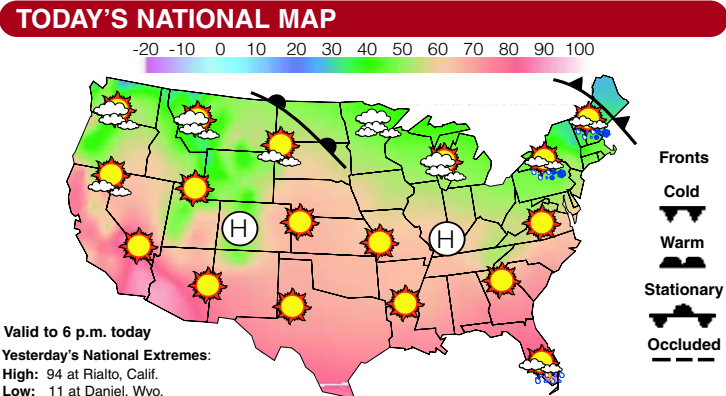 TODAY'S NATIONAL MAP
-20 -10 0 10 20 30 40 50 60 70 80 90 100
H
H
Fronts
Cold
Warm
Stationary
Occluded
Valid to 6 p.m. today
Yesterday's National Extremes:
High: 94 at Rialto, Calif.
Low: 11 at Daniel, Wyo.